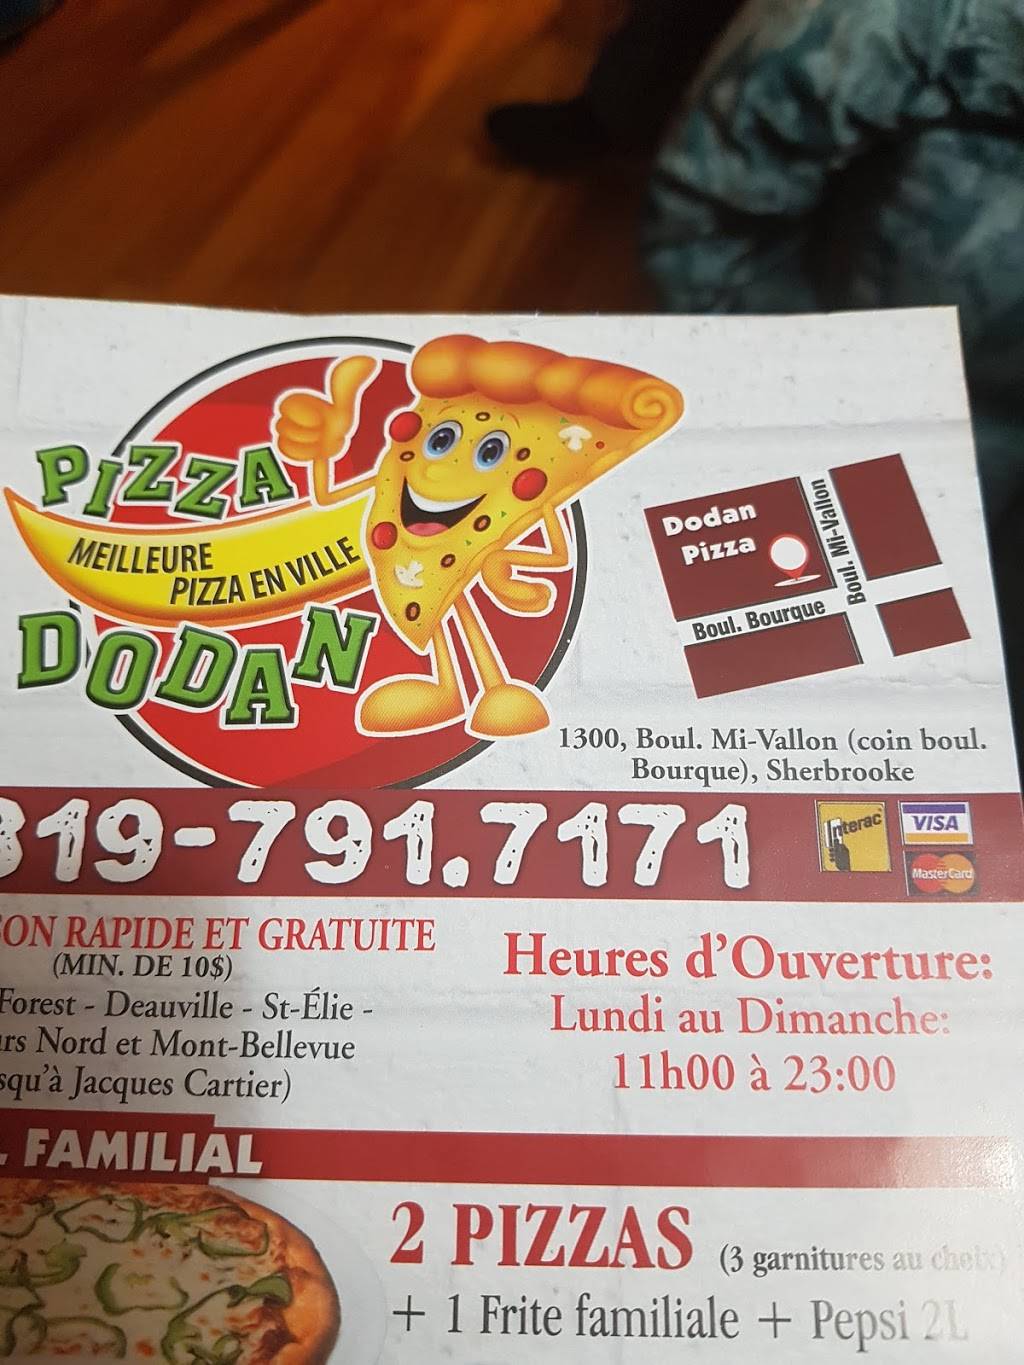 PIZZA
MEILLEURE
PIZZA EN VILLE
DODAN
Dodan
Pizza
Boul. Mi-Vallon
Boul. Bourque
1300, Boul. Mi-Vallon (coin boul.
Bourque), Sherbrooke
819-791.7171
Interac
VISA
MasterCard
ON RAPIDE ET GRATUITE
(MIN. DE 10$)
Forest - Deauville - St-Élie -
rs Nord et Mont-Bellevue
squ'à Jacques Cartier)
Heures d'Ouverture:
Lundi au Dimanche:
11h00 à 23:00
FAMILIAL
2 PIZZAS (3 garnitures au choix)
+ 1 Frite familiale + Pepsi 2L